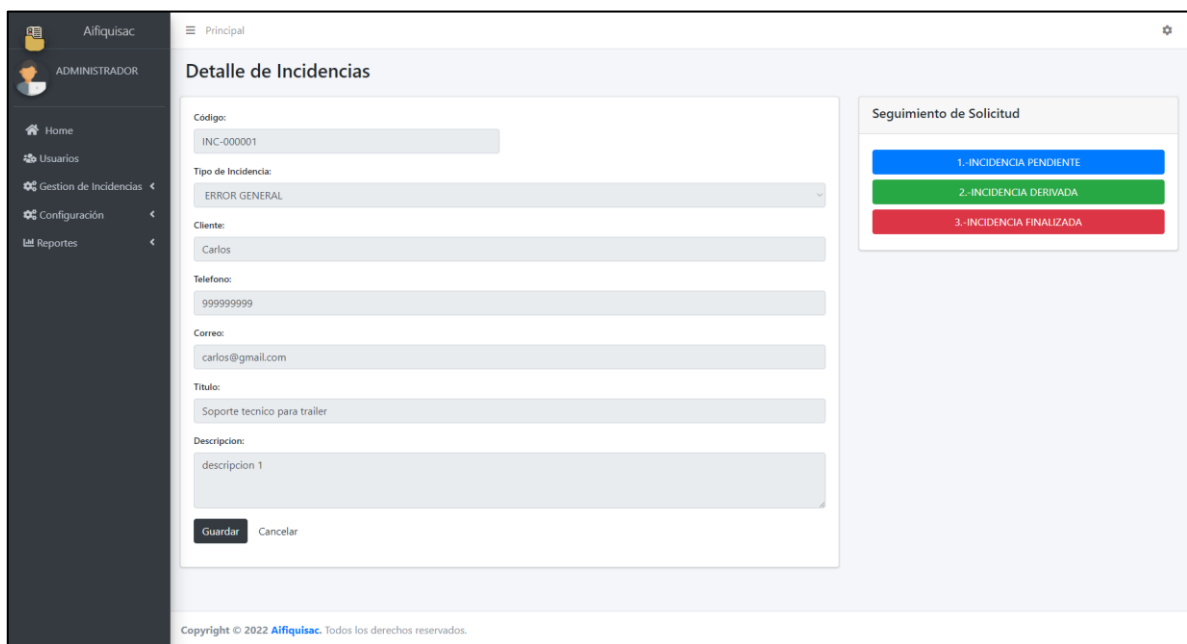 Aifiquisac
Principal
ADMINISTRADOR
Home
Usuarios
Gestion de Incidencias
Configuración
Reportes
Detalle de Incidencias
Código:
INC-000001
Tipo de Incidencia:
ERROR GENERAL
Cliente:
Carlos
Telefono:
999999999
Correo:
carlos@gmail.com
Titulo:
Soporte tecnico para trailer
Descripcion:
descripcion 1
Guardar Cancelar
Seguimiento de Solicitud
1.-INCIDENCIA PENDIENTE
2.-INCIDENCIA DERIVADA
3.-INCIDENCIA FINALIZADA
Copyright © 2022 Aifiquisac. Todos los derechos reservados.